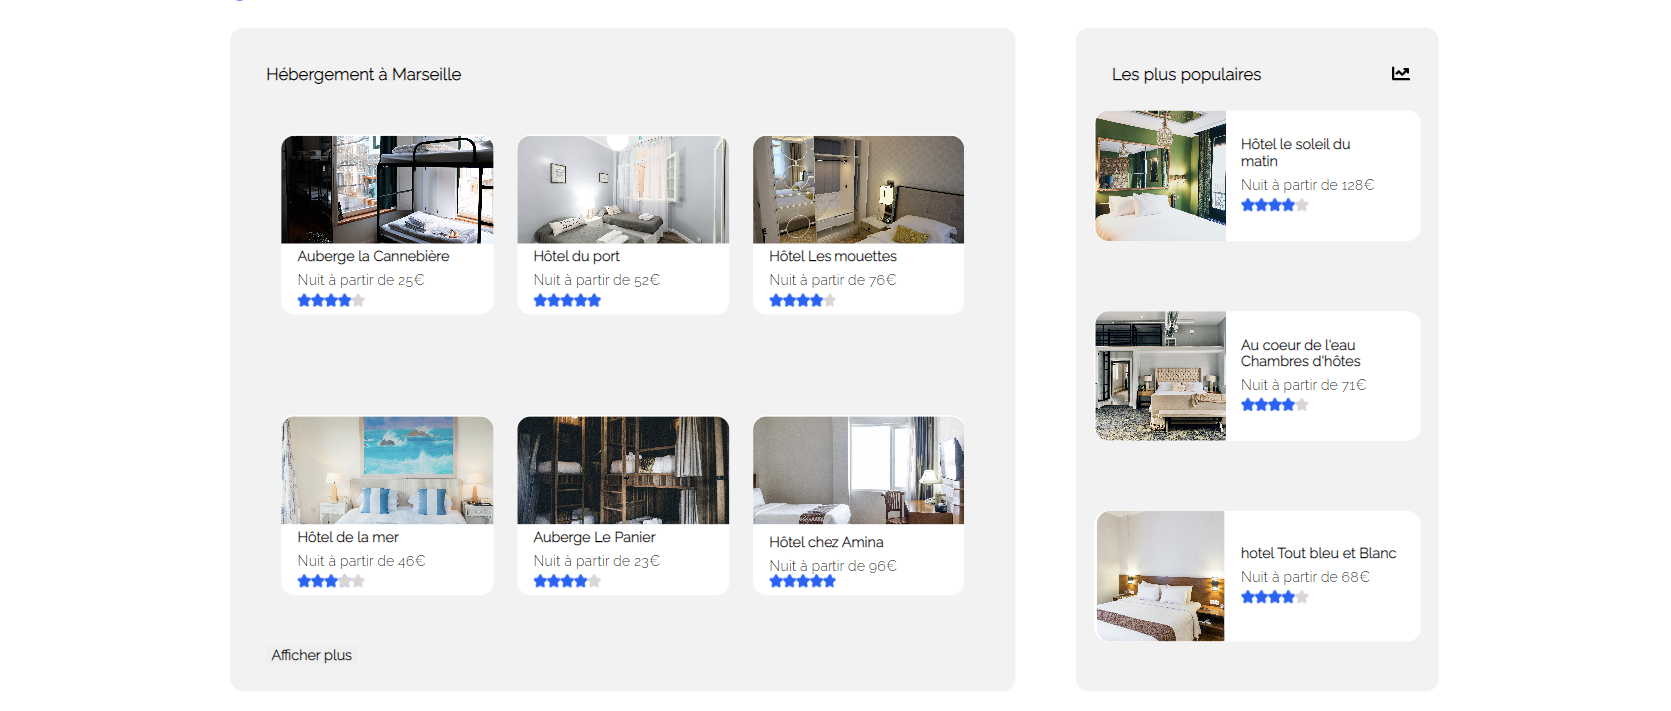 Hébergement à Marseille
Auberge la Cannebière
Nuit à partir de 25€
Hôtel du port
Nuit à partir de 52€
Hôtel Les mouettes
Nuit à partir de 76€
Hôtel de la mer
Nuit à partir de 46€
Auberge Le Panier
Nuit à partir de 23€
Hôtel chez Amina
Nuit à partir de 96€
Afficher plus
Les plus populaires
Hôtel le soleil du
matin
Nuit à partir de 128€
Au coeur de l'eau
Chambres d'hôtes
Nuit à partir de 71€
hotel Tout bleu et Blanc
Nuit à partir de 68€